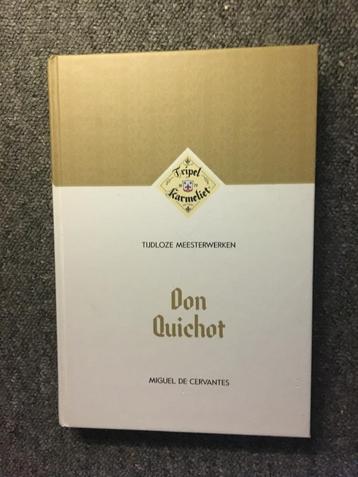 Tripel
Karmeliet
TIJDLOZE MEESTERWERKEN
Don
Quichot
MIGUEL DE CERVANTES